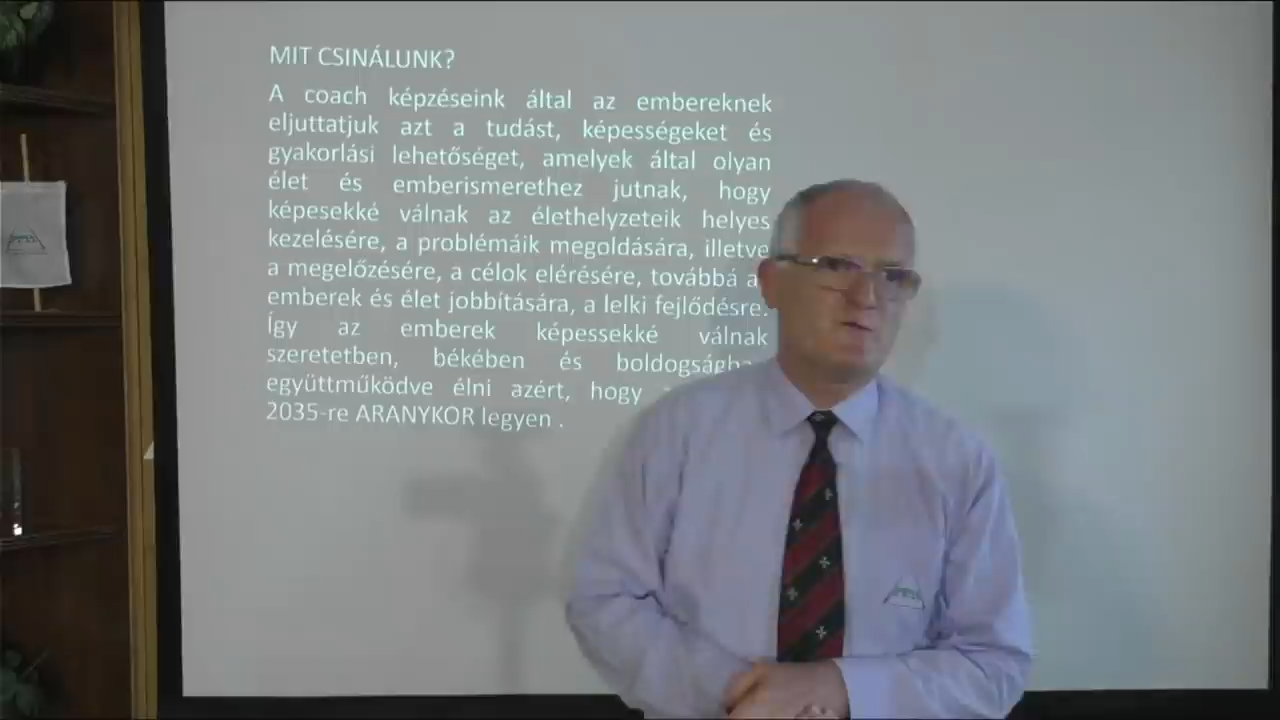 MIT CSINÁLUNK?
A coach képzéseink által az embereknek
eljuttatjuk azt a tudást, képességeket és
gyakorlási lehetőséget, amelyek által olyan
élet és emberismerethez jutnak, hogy
képesekké válnak az élethelyzeteik helyes
kezelésére, a problémáik megoldására, illetve
a megelőzésére, a célok elérésére, továbbá
emberek és élet jobbítására, a lelki fejlődésre.
Így az emberek képessekké válnak
szeretetben, békében és
együttműködve élni azért, hogy
2035-re ARANYKOR legyen .